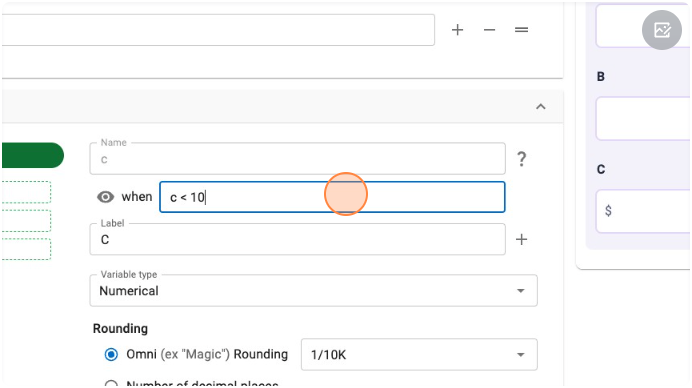 B
Name
c
?
when c < 10
C
$
Label
C
Variable type
Numerical
Rounding
Omni (ex "Magic") Rounding 1/10K
Number of decimal places